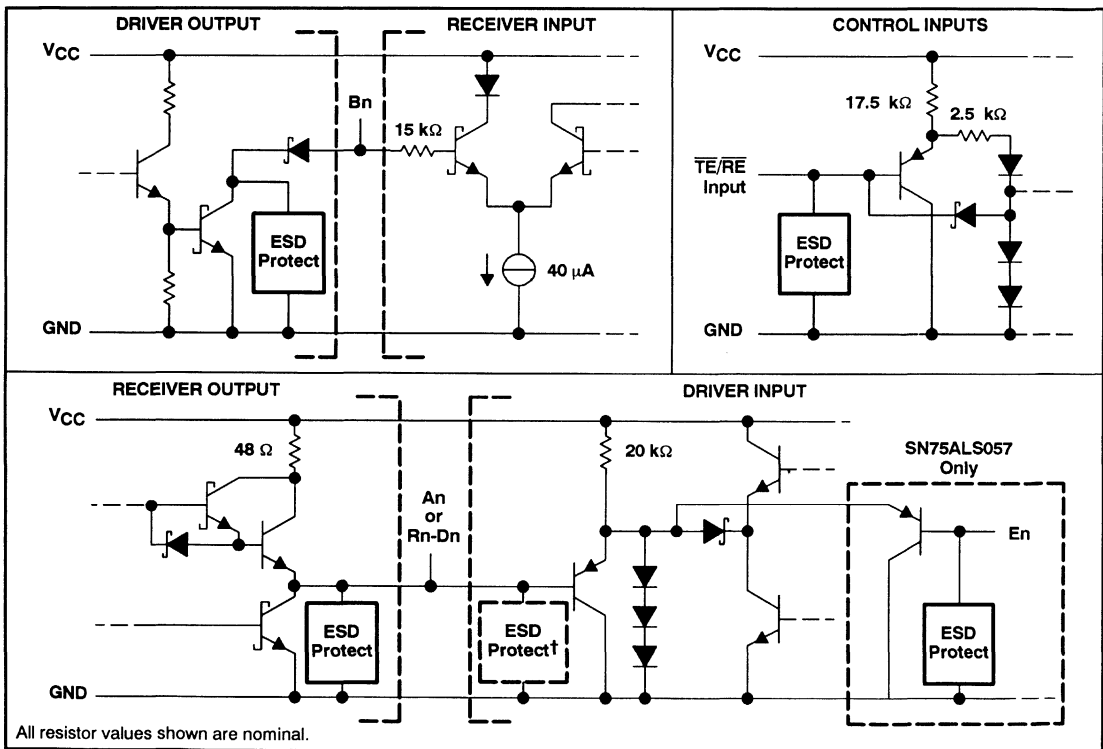 DRIVER OUTPUT
RECEIVER INPUT
VCC
Bn
15 kΩ
ESD
Protect
40 μA
GND
CONTROL INPUTS
VCC
17.5 kΩ
2.5 kΩ
T̅E̅/R̅E̅
Input
ESD
Protect
GND
RECEIVER OUTPUT
DRIVER INPUT
VCC
48 Ω
20 kΩ
SN75ALS057
Only
An
or
Rn-Dn
En
ESD
Protect
ESD
Protect†
ESD
Protect
GND
All resistor values shown are nominal.